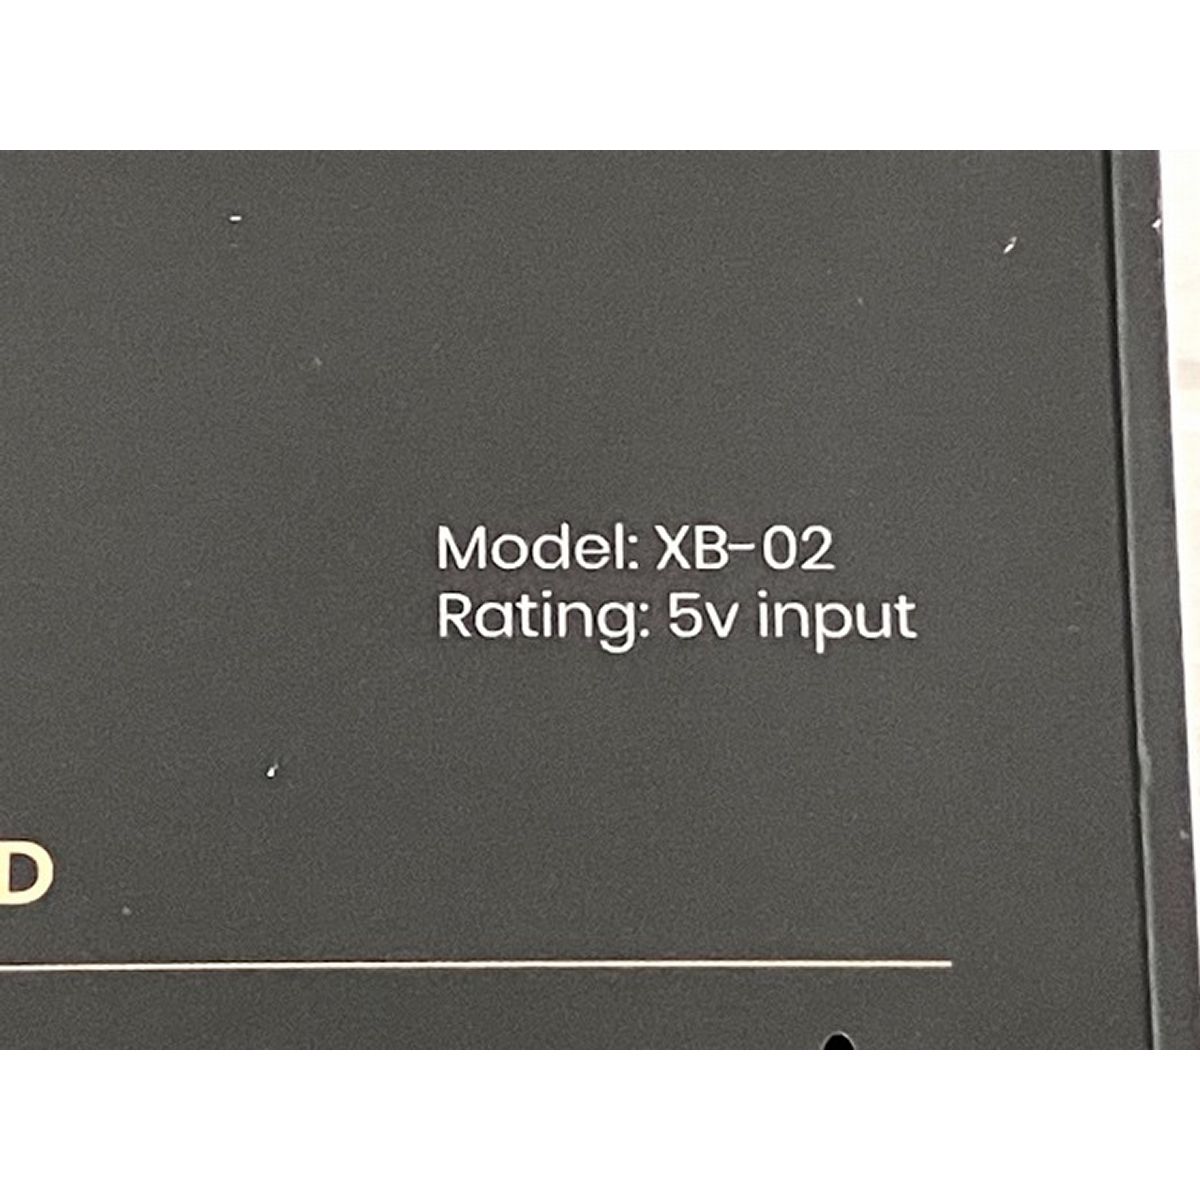 Model: XB-02
Rating: 5v input
D